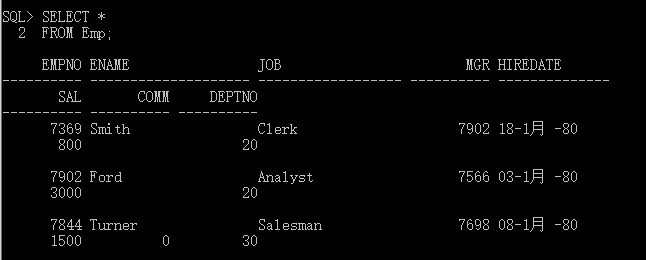 SQL> SELECT *
  2  FROM Emp;
     EMPNO ENAME                JOB                         MGR HIREDATE
---------- -------------------- ------------------ ---------- --------------
       SAL       COMM     DEPTNO
---------- ---------- ----------
      7369 Smith                Clerk                      7902 18-1月 -80
       800                    20
      7902 Ford                 Analyst                    7566 03-1月 -80
      3000                    20
      7844 Turner               Salesman                   7698 08-1月 -80
      1500          0         30